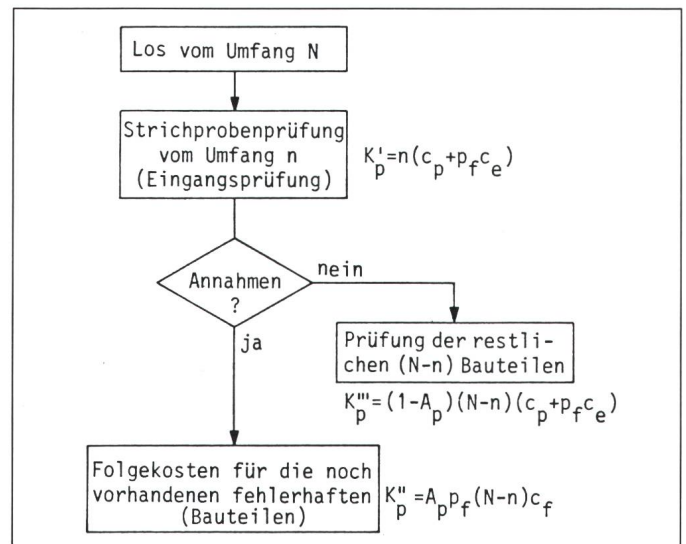 Los vom Umfang N
Strichprobenprüfung
vom Umfang n
(Eingangsprüfung)
K'p=n(cp+pfce)
Annahmen
?
nein
ja
Prüfung der restli-
chen (N-n) Bauteilen
K'''p=(1-Ap)(N-n)(cp+pfce)
Folgekosten für die noch
vorhandenen fehlerhaften
(Bauteilen)
K''p=Appf(N-n)cf